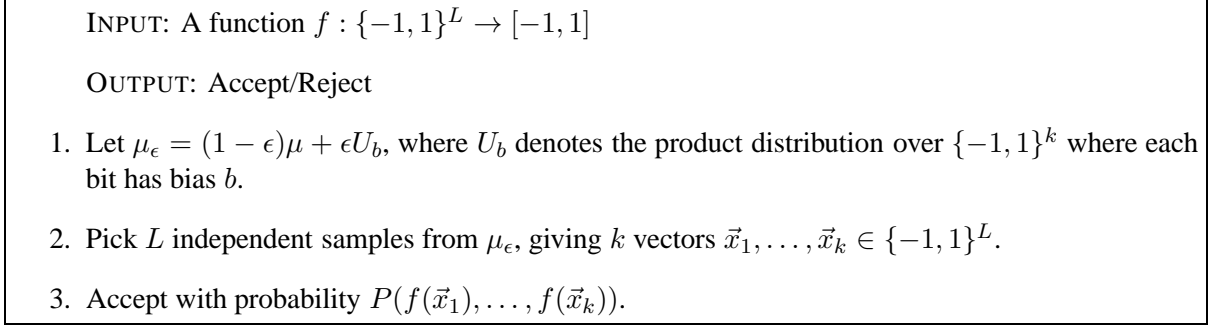 INPUT: A function f : {−1, 1}^L → [−1, 1]
OUTPUT: Accept/Reject
1. Let μ_ϵ = (1 − ϵ)μ + ϵU_b, where U_b denotes the product distribution over {−1, 1}^k where each
bit has bias b.
2. Pick L independent samples from μ_ϵ, giving k vectors x⃗_1, . . . , x⃗_k ∈ {−1, 1}^L.
3. Accept with probability P(f(x⃗_1), . . . , f(x⃗_k)).